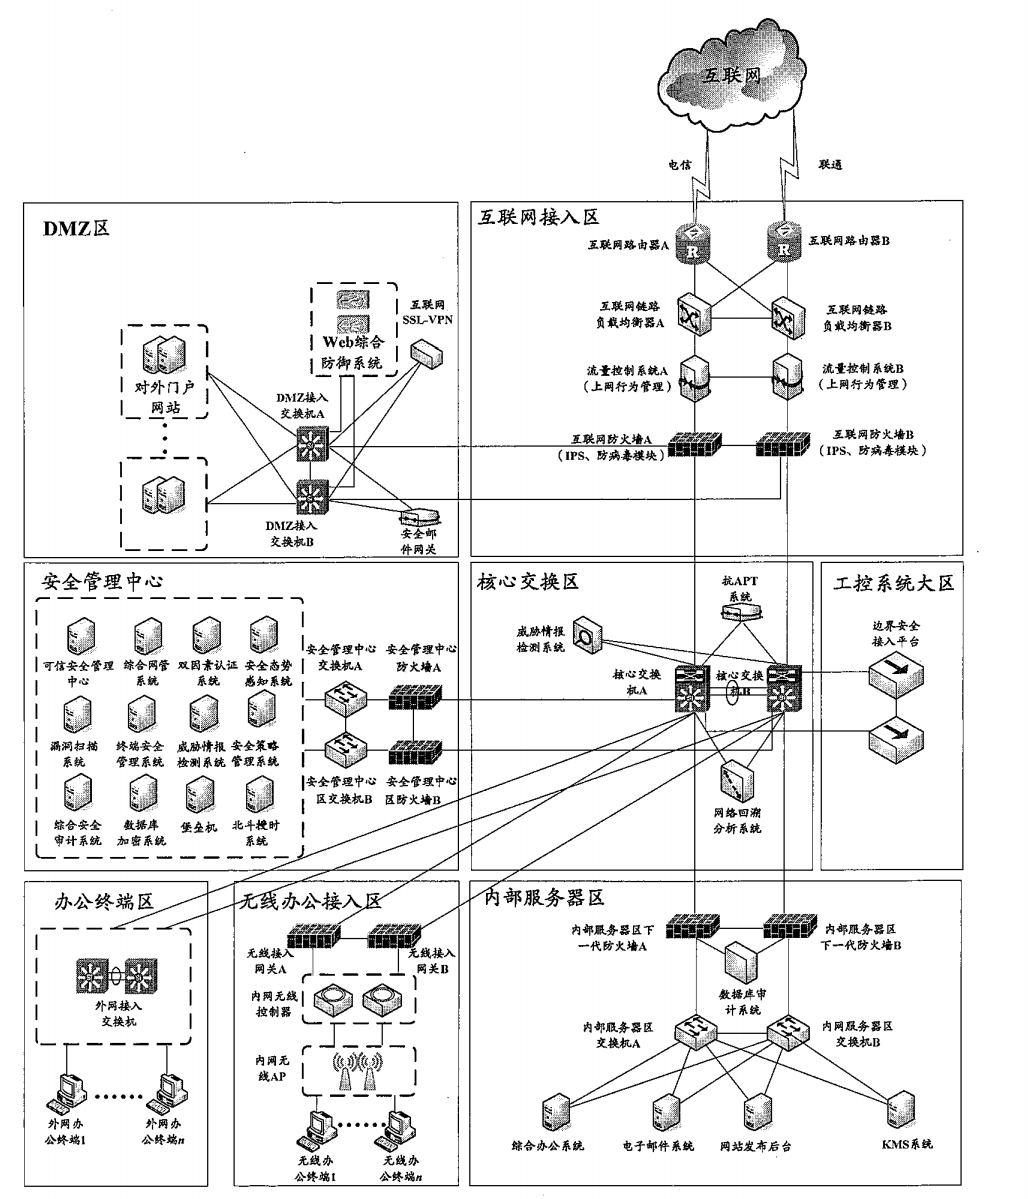 互联网
电信
联通
DMZ区
互联网
SSL-VPN
Web综合
防御系统
对外门户
网站
DMZ接入
交换机A
DMZ接入
交换机B
安全邮
件网关
互联网接入区
互联网路由器A
R
R
互联网路由器B
互联网链路
负载均衡器A
互联网链路
负载均衡器B
流量控制系统A
(上网行为管理)
流量控制系统B
(上网行为管理)
互联网防火墙A
(IPS、防病毒模块)
互联网防火墙B
(IPS、防病毒模块)
安全管理中心
可信安全管理
中心
综合网管
系统
双因素认证
系统
安全态势
感知系统
漏洞扫描
系统
终端安全
管理系统
威胁情报
检测系统
安全策略
管理系统
综合安全
审计系统
数据库
加密系统
堡垒机
北斗授时
系统
安全管理中心
交换机A
安全管理中心
防火墙A
安全管理中心
区交换机B
安全管理中心
区防火墙B
核心交换区
抗APT
系统
威胁情报
检测系统
核心交换
机A
核心交换
机B
网络回溯
分析系统
工控系统大区
边界安全
接入平台
办公终端区
外网接入
交换机
外网办
公终端1
外网办
公终端n
无线办公接入区
无线接入
网关A
无线接入
网关B
内网无线
控制器
内网无
线AP
无线办
公终端1
无线办
公终端n
内部服务器区
内部服务器区下
一代防火墙A
内部服务器区
下一代防火墙B
数据库审
计系统
内部服务器区
交换机A
内网服务器区
交换机B
综合办公系统
电子邮件系统
网站发布后台
KMS系统